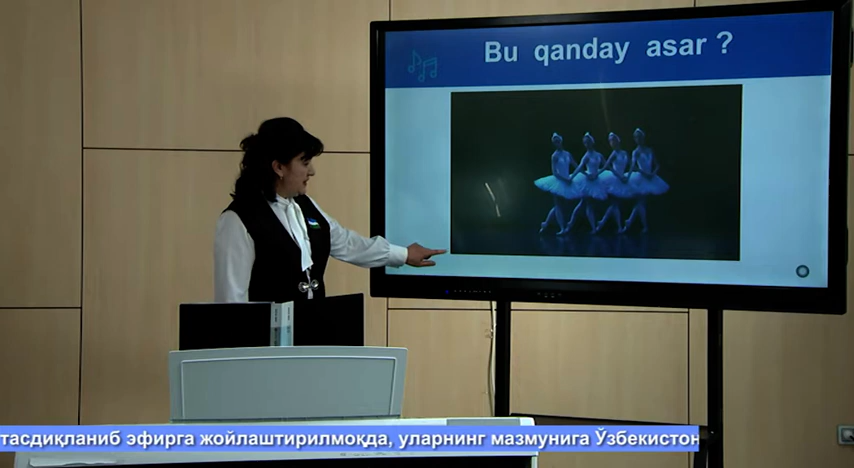 Bu qanday asar ?
тасдиқланиб эфирга жойлаштирилмоқда, уларнинг мазмунига Ўзбекистон